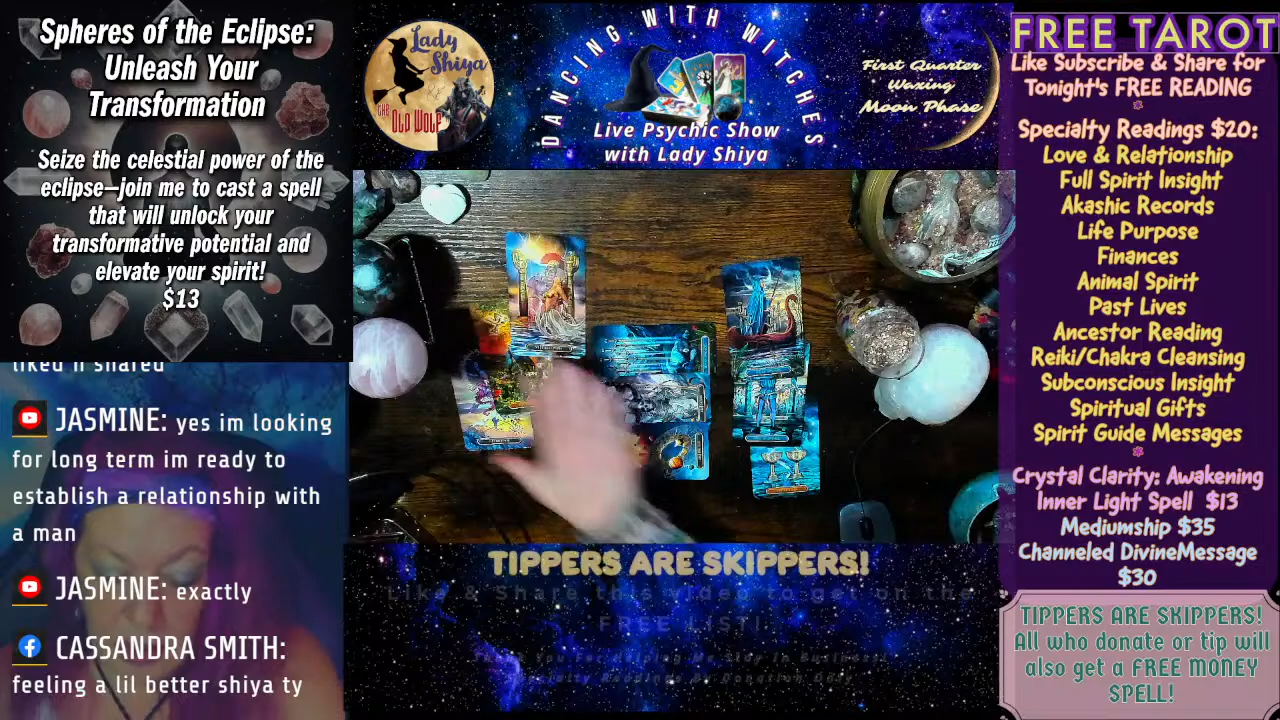 Spheres of the Eclipse:
Unleash Your
Transformation
Seize the celestial power of the
eclipse—join me to cast a spell
that will unlock your
transformative potential and
elevate your spirit!
$13
liked n shared
JASMINE: yes im looking
for long term im ready to
establish a relationship with
a man
JASMINE: exactly
CASSANDRA SMITH:
feeling a lil better shiya ty
Lady
Shiya
the Old Wolf
DANCING WITH WITCHES
Live Psychic Show
with Lady Shiya
First Quarter
Waxing
Moon Phase
TIPPERS ARE SKIPPERS!
Like & Share this video to get on the
FREE LIST!
FREE TAROT
Like Subscribe & Share for
Tonight's FREE READING
*
Specialty Readings $20:
Love & Relationship
Full Spirit Insight
Akashic Records
Life Purpose
Finances
Animal Spirit
Past Lives
Ancestor Reading
Reiki/Chakra Cleansing
Subconscious Insight
Spiritual Gifts
Spirit Guide Messages
*
Crystal Clarity: Awakening
Inner Light Spell $13
Mediumship $35
Channeled DivineMessage
$30
TIPPERS ARE SKIPPERS!
All who donate or tip will
also get a FREE MONEY
SPELL!